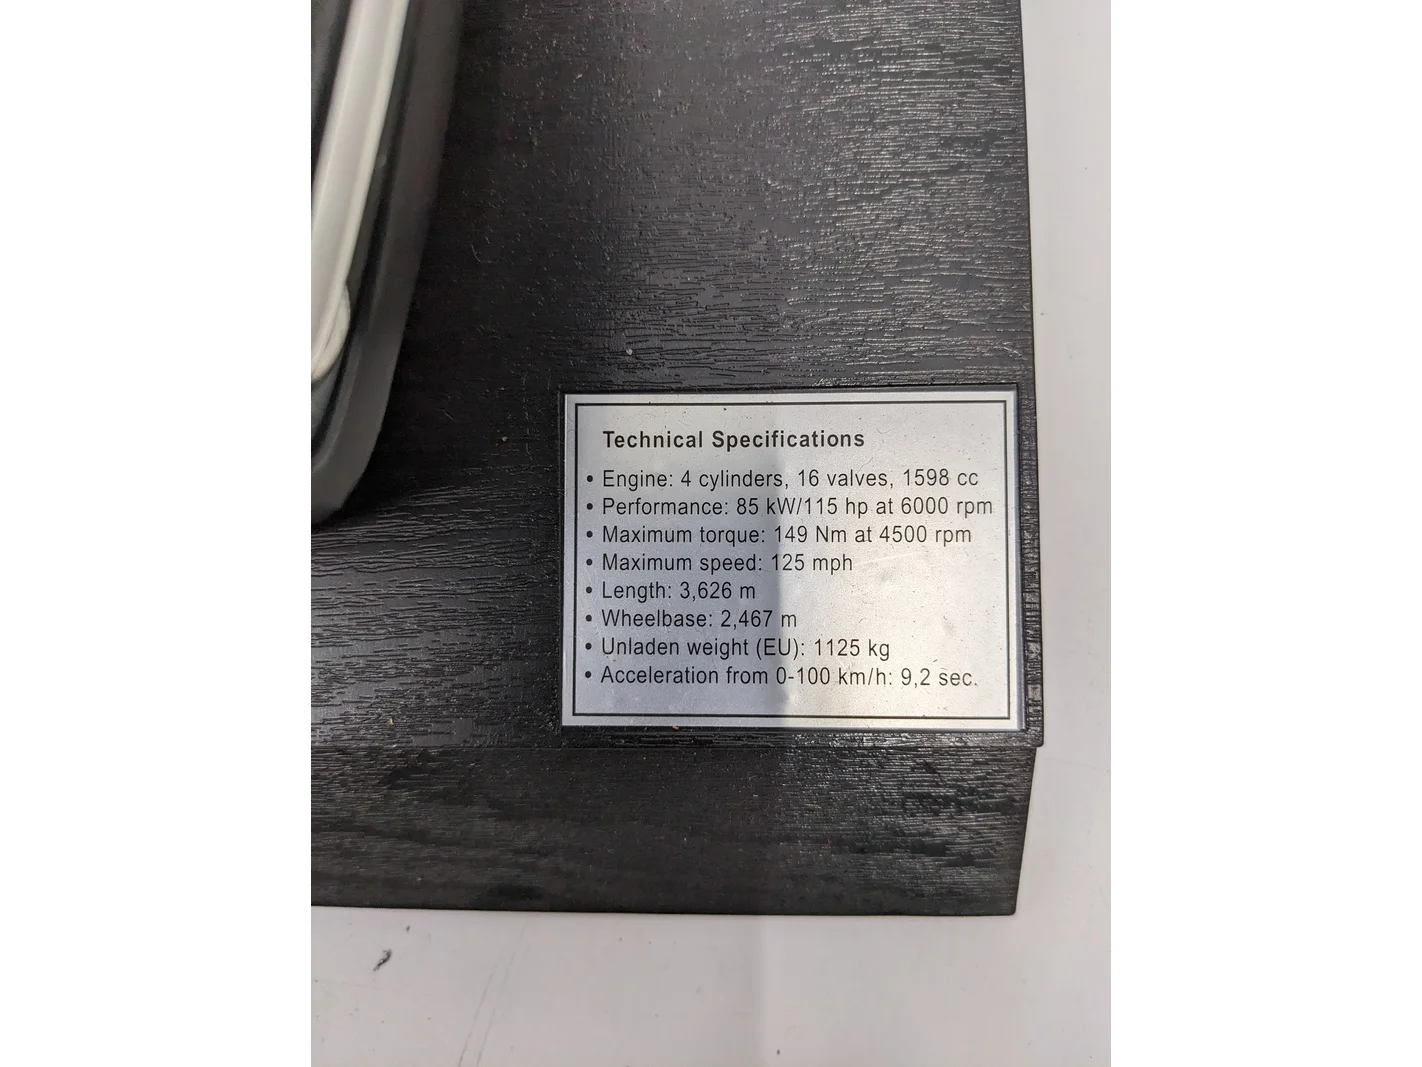 Technical Specifications
• Engine: 4 cylinders, 16 valves, 1598 cc
• Performance: 85 kW/115 hp at 6000 rpm
• Maximum torque: 149 Nm at 4500 rpm
• Maximum speed: 125 mph
• Length: 3,626 m
• Wheelbase: 2,467 m
• Unladen weight (EU): 1125 kg
• Acceleration from 0-100 km/h: 9,2 sec.